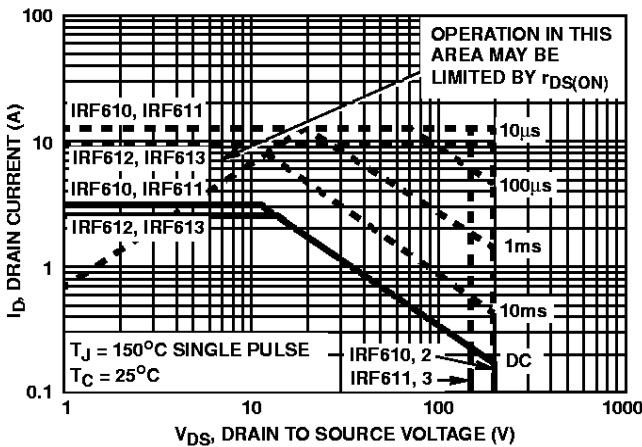 100
OPERATION IN THIS
AREA MAY BE
LIMITED BY rDS(ON)
IRF610, IRF611
10
10µs
IRF612, IRF613
IRF610, IRF611
100µs
IRF612, IRF613
1ms
1
10ms
TJ = 150°C SINGLE PULSE
TC = 25°C
IRF610, 2
IRF611, 3
DC
0.1
1
10
100
1000
ID, DRAIN CURRENT (A)
VDS, DRAIN TO SOURCE VOLTAGE (V)